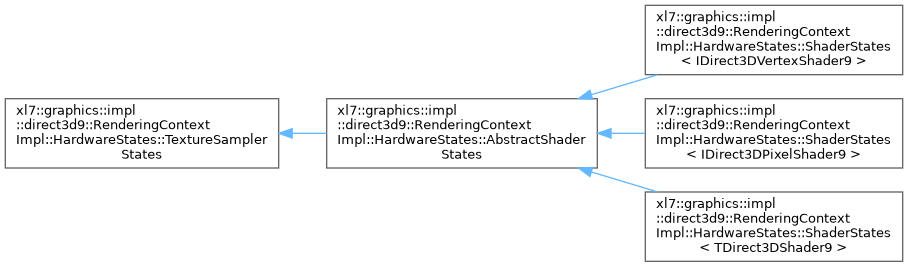 xl7::graphics::impl
::direct3d9::RenderingContext
Impl::HardwareStates::TextureSampler
States
xl7::graphics::impl
::direct3d9::RenderingContext
Impl::HardwareStates::AbstractShader
States
xl7::graphics::impl
::direct3d9::RenderingContext
Impl::HardwareStates::ShaderStates
< IDirect3DVertexShader9 >
xl7::graphics::impl
::direct3d9::RenderingContext
Impl::HardwareStates::ShaderStates
< IDirect3DPixelShader9 >
xl7::graphics::impl
::direct3d9::RenderingContext
Impl::HardwareStates::ShaderStates
< TDirect3DShader9 >